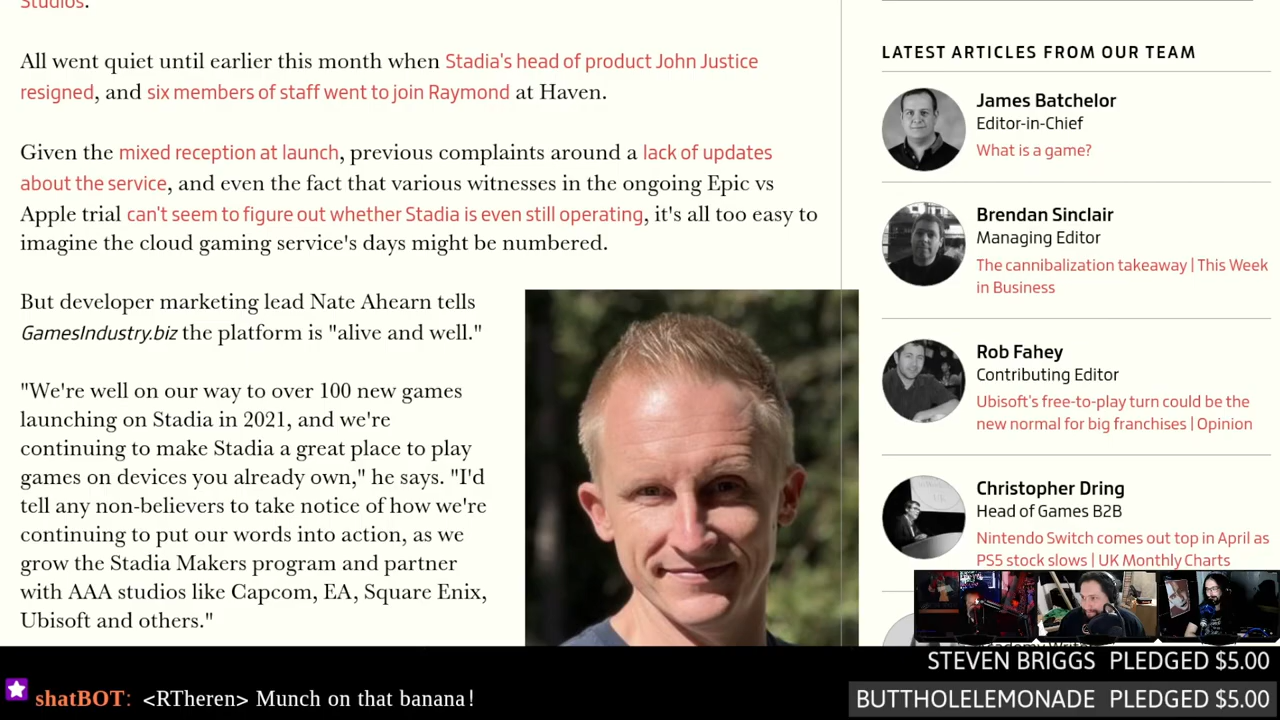 Studios.
All went quiet until earlier this month when Stadia's head of product John Justice
resigned, and six members of staff went to join Raymond at Haven.
Given the mixed reception at launch, previous complaints around a lack of updates
about the service, and even the fact that various witnesses in the ongoing Epic vs
Apple trial can't seem to figure out whether Stadia is even still operating, it's all too easy to
imagine the cloud gaming service's days might be numbered.
But developer marketing lead Nate Ahearn tells
GamesIndustry.biz the platform is "alive and well."
"We're well on our way to over 100 new games
launching on Stadia in 2021, and we're
continuing to make Stadia a great place to play
games on devices you already own," he says. "I'd
tell any non-believers to take notice of how we're
continuing to put our words into action, as we
grow the Stadia Makers program and partner
with AAA studios like Capcom, EA, Square Enix,
Ubisoft and others."
LATEST ARTICLES FROM OUR TEAM
James Batchelor
Editor-in-Chief
What is a game?
Brendan Sinclair
Managing Editor
The cannibalization takeaway | This Week
in Business
Rob Fahey
Contributing Editor
Ubisoft's free-to-play turn could be the
new normal for big franchises | Opinion
Christopher Dring
Head of Games B2B
Nintendo Switch comes out top in April as
PS5 stock slows | UK Monthly Charts
STEVEN BRIGGS PLEDGED $5.00
shatBOT: <RTheren> Munch on that banana!
BUTTHOLELEMONADE PLEDGED $5.00